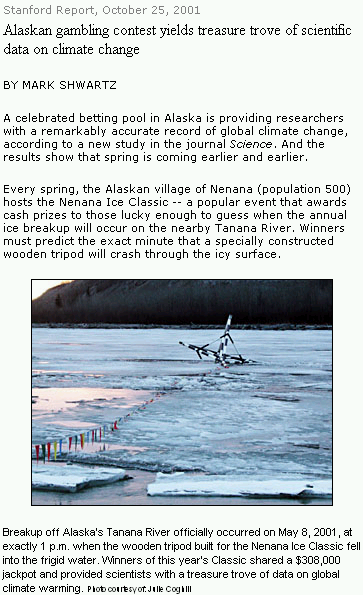 Stanford Report, October 25, 2001
Alaskan gambling contest yields treasure trove of scientific
data on climate change
BY MARK SHWARTZ
A celebrated betting pool in Alaska is providing researchers
with a remarkably accurate record of global climate change,
according to a new study in the journal Science. And the
results show that spring is coming earlier and earlier.
Every spring, the Alaskan village of Nenana (population 500)
hosts the Nenana Ice Classic -- a popular event that awards
cash prizes to those lucky enough to guess when the annual
ice breakup will occur on the nearby Tanana River. Winners
must predict the exact minute that a specially constructed
wooden tripod will crash through the icy surface.
Breakup off Alaska's Tanana River officially occurred on May 8, 2001, at
exactly 1 p.m. when the wooden tripod built for the Nenana Ice Classic fell
into the frigid water. Winners of this year's Classic shared a $308,000
jackpot and provided scientists with a treasure trove of data on global
climate warming. Photo courtesy of: Julie Coghill